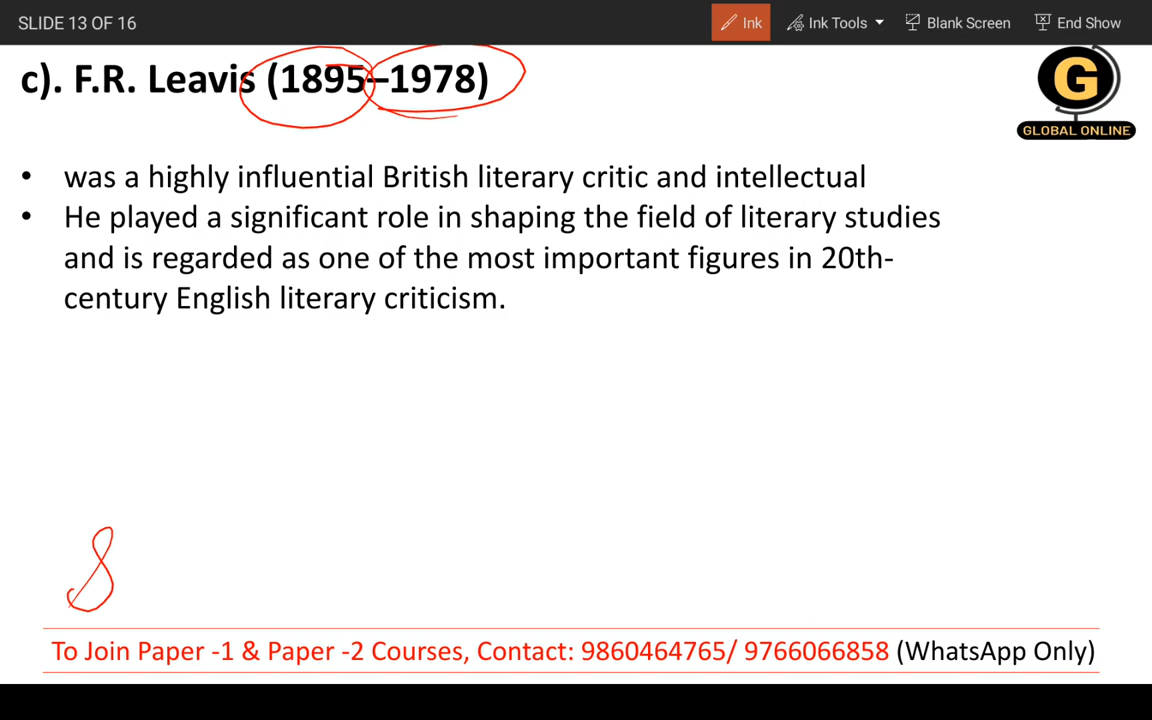 SLIDE 13 OF 16
Ink
Ink Tools
Blank Screen
End Show
c). F.R. Leavis (1895–1978)
G
GLOBAL ONLINE
• was a highly influential British literary critic and intellectual
• He played a significant role in shaping the field of literary studies
and is regarded as one of the most important figures in 20th-
century English literary criticism.
To Join Paper -1 & Paper -2 Courses, Contact: 9860464765/ 9766066858 (WhatsApp Only)